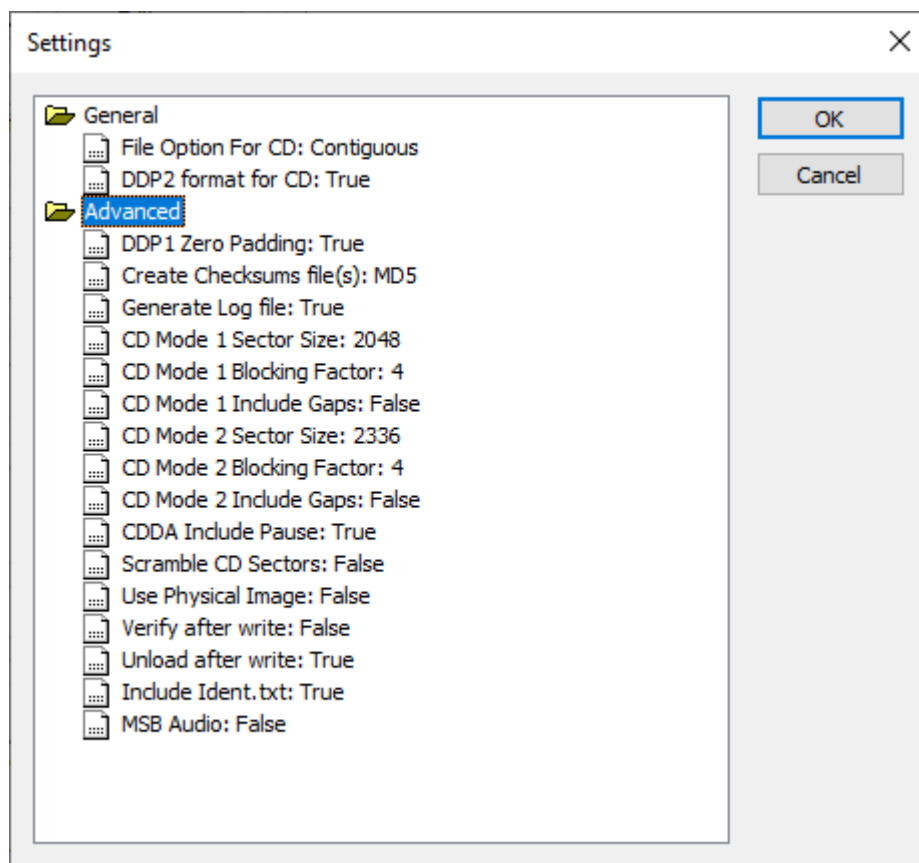 Settings
General
File Option For CD: Contiguous
DDP2 format for CD: True
Advanced
DDP1 Zero Padding: True
Create Checksums file(s): MD5
Generate Log file: True
CD Mode 1 Sector Size: 2048
CD Mode 1 Blocking Factor: 4
CD Mode 1 Include Gaps: False
CD Mode 2 Sector Size: 2336
CD Mode 2 Blocking Factor: 4
CD Mode 2 Include Gaps: False
CDDA Include Pause: True
Scramble CD Sectors: False
Use Physical Image: False
Verify after write: False
Unload after write: True
Include Ident.txt: True
MSB Audio: False
OK
Cancel